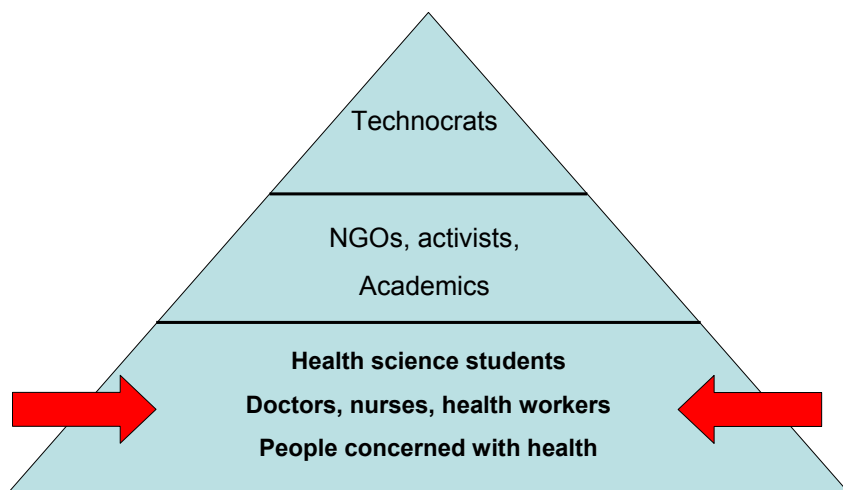 Technocrats
NGOs, activists,
Academics
Health science students
Doctors, nurses, health workers
People concerned with health